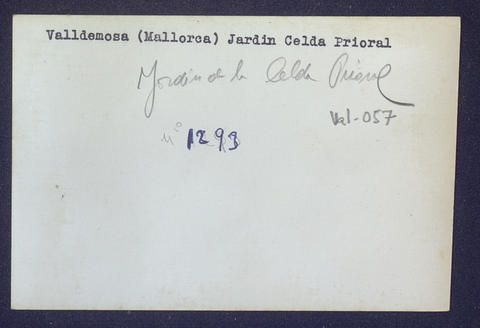 Valldemosa (Mallorca) Jardin Celda Prioral
Jardin de la Celda Prioral
Val-057
nº 1293